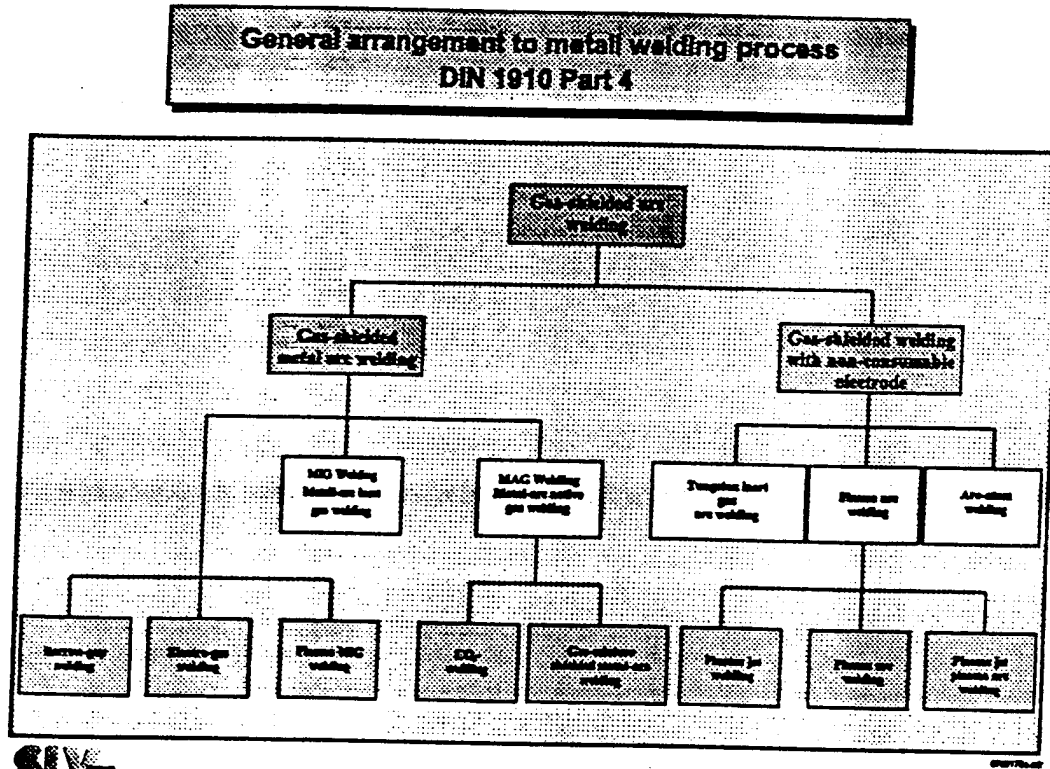 General arrangement to metall welding process
DIN 1910 Part 4
Gas-shielded arc
welding
Gas-shielded
metal arc welding
Gas-shielded welding
with non-consumable
electrode
MIG Welding
Metall-arc inert
gas welding
MAG Welding
Metal-arc active
gas welding
Tungsten inert
gas
arc welding
Plasma arc
welding
Arc-atom
welding
Narrow-gap
welding
Electro-gas
welding
Plasma MIG
welding
CO₂-
welding
Gas-mixture
shielded metal-arc
welding
Plasma jet
welding
Plasma arc
welding
Plasma jet
plasma arc
welding
SLV